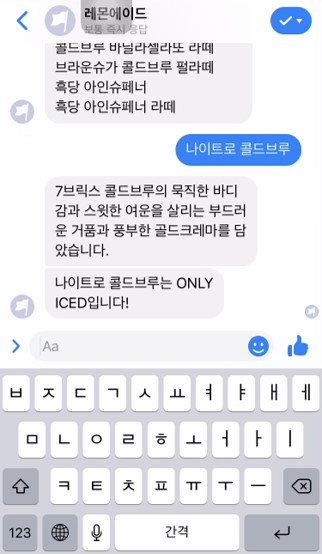 레몬에이드
보통 즉시 응답
콜드브루 바닐라젤라또 라떼
브라운슈가 콜드브루 펄라떼
흑당 아인슈페너
흑당 아인슈페너 라떼
나이트로 콜드브루
7브릭스 콜드브루의 묵직한 바디
감과 스윗한 여운을 살리는 부드러
운 거품과 풍부한 골드크레마를 담
았습니다.
나이트로 콜드브루는 ONLY
ICED입니다!
Aa
ㅂ ㅈ ㄷ ㄱ ㅅ ㅛ ㅕ ㅑ ㅐ ㅔ
ㅁ ㄴ ㅇ ㄹ ㅎ ㅗ ㅓ ㅏ ㅣ
ㅋ ㅌ ㅊ ㅍ ㅠ ㅜ ㅡ
123 간격